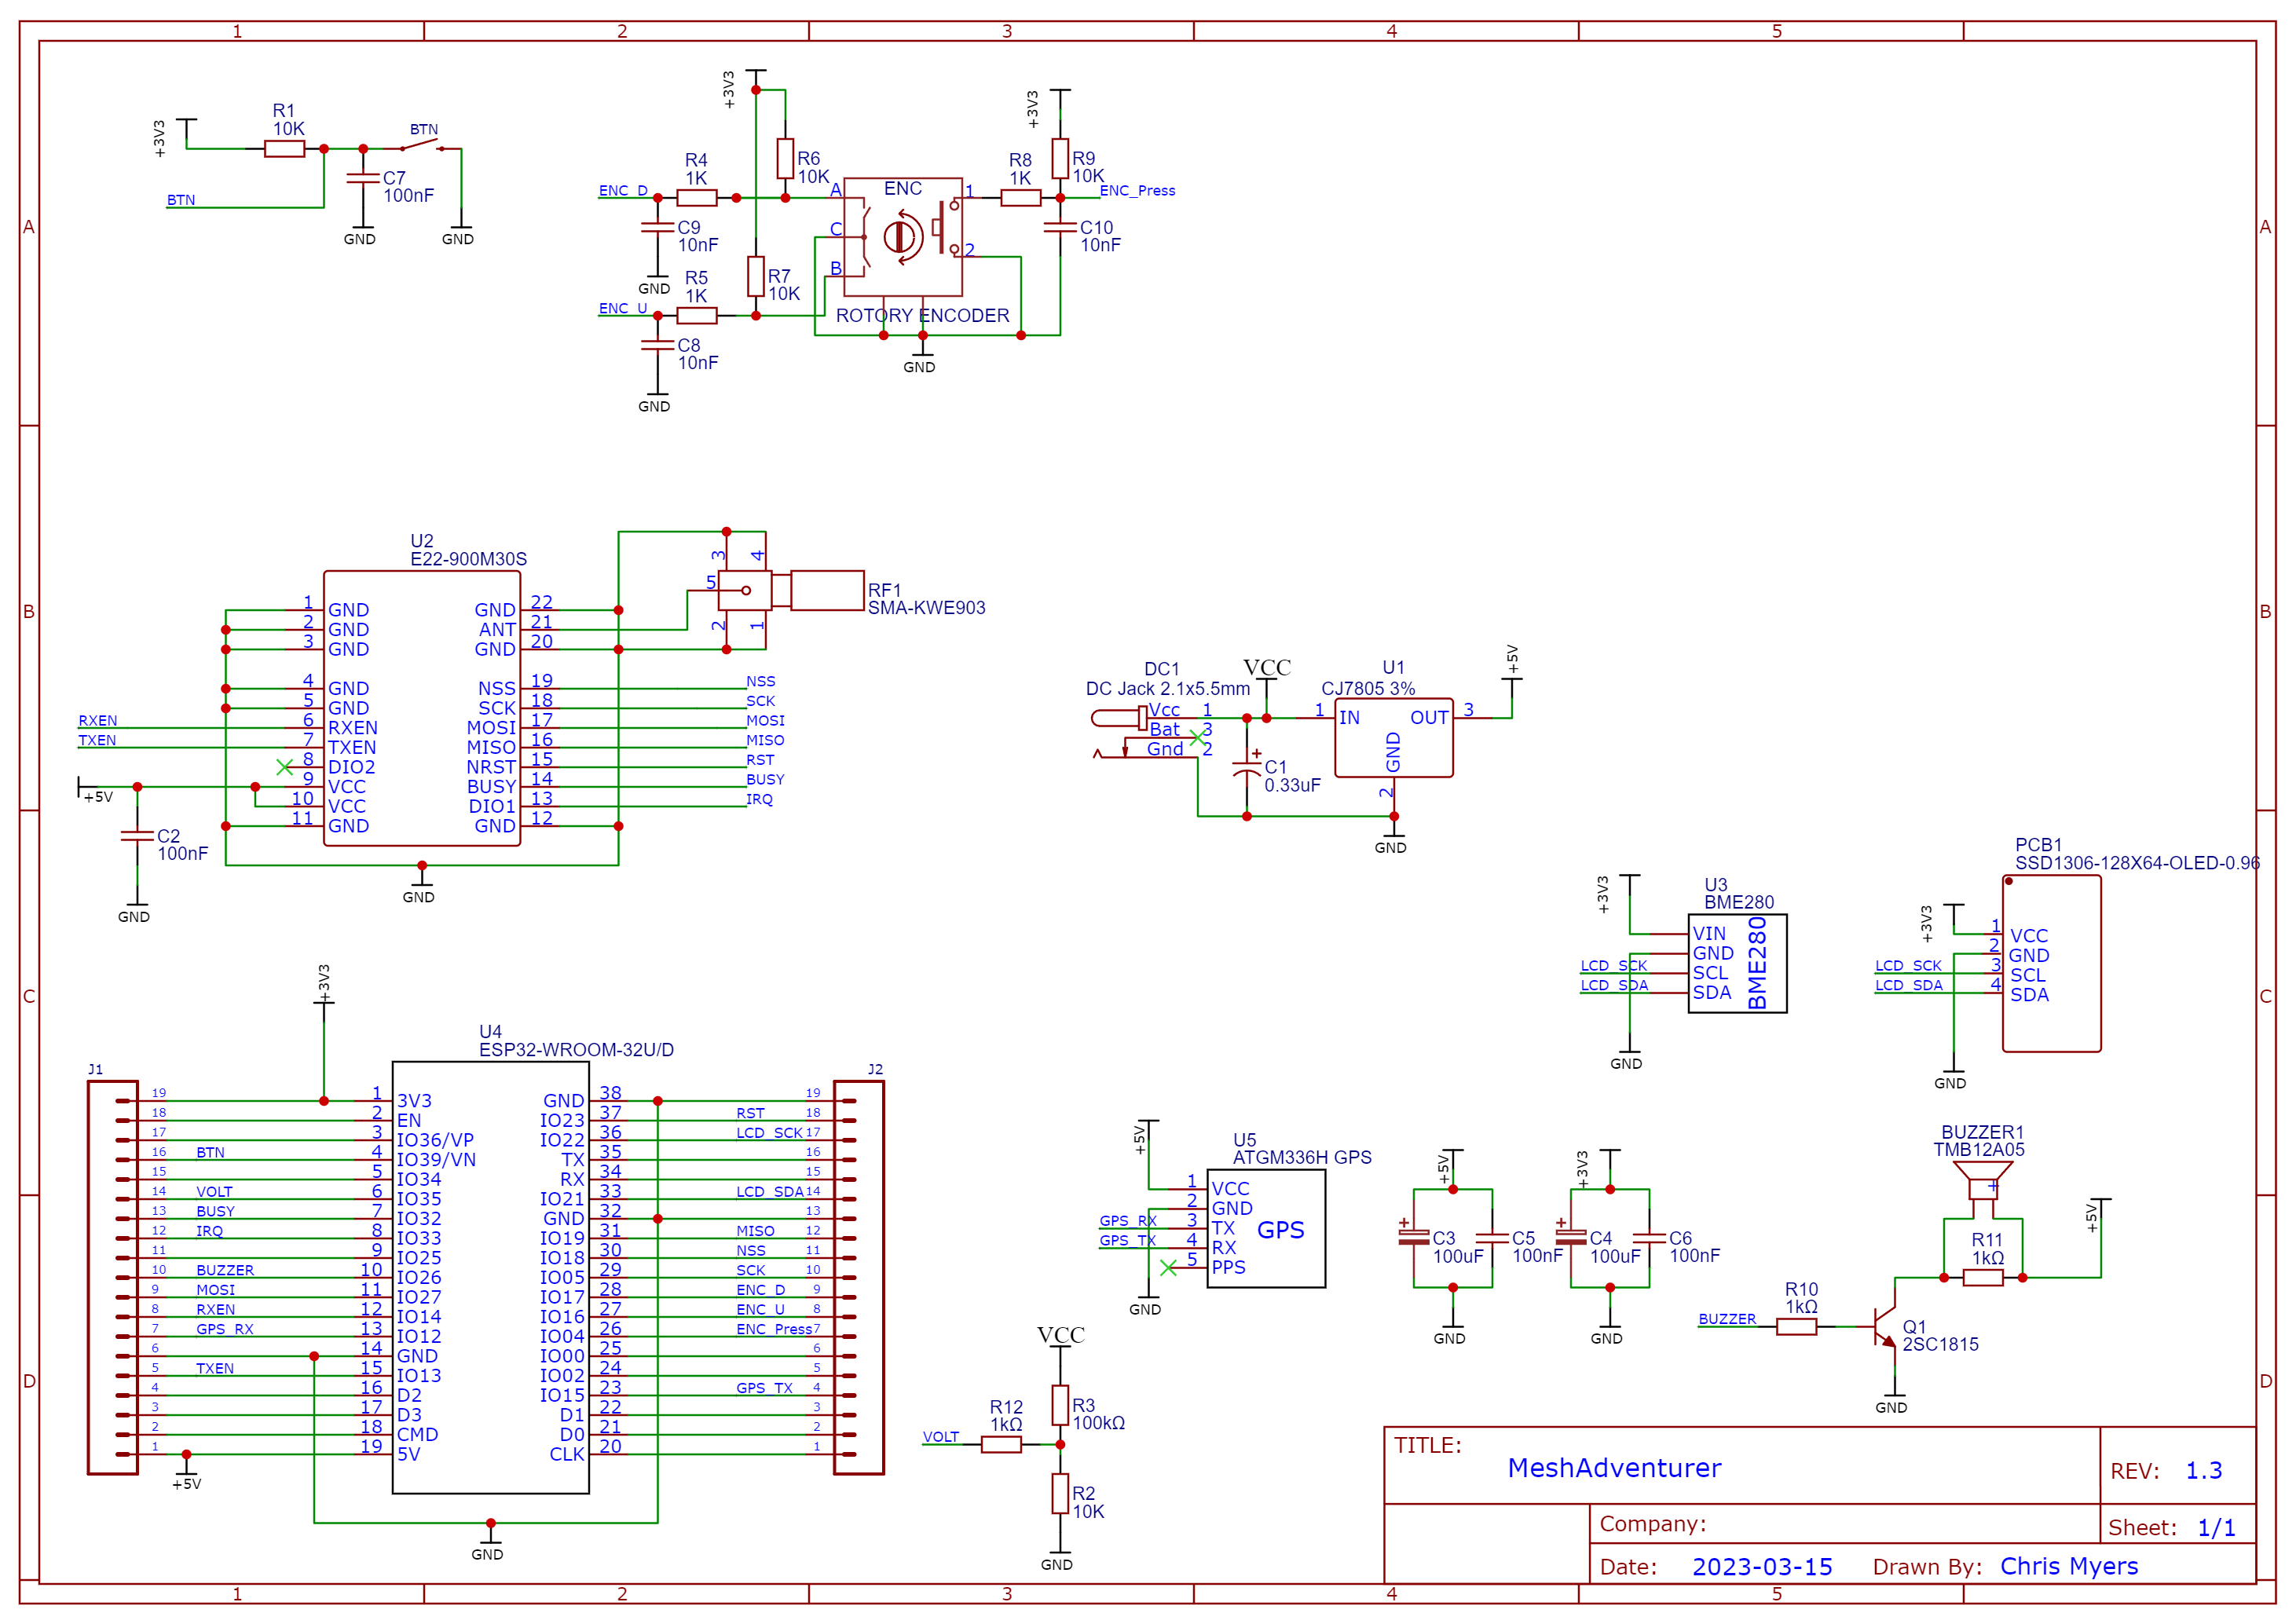 1 2 3 4 5
A A
B B
C C
D D
+3V3
R1
10K
BTN
C7
100nF
BTN
GND
GND
+3V3
R6
10K
R4
1K
ENC_D
C9
10nF
GND
R5
1K
R7
10K
ENC_U
C8
10nF
GND
ENC
A
C
B
1
2
ROTORY ENCODER
GND
+3V3
R8
1K
R9
10K
ENC_Press
C10
10nF
U2
E22-900M30S
1 GND GND 22
2 GND ANT 21
3 GND GND 20
4 GND NSS 19 NSS
5 GND SCK 18 SCK
RXEN 6 RXEN MOSI 17 MOSI
TXEN 7 TXEN MISO 16 MISO
8 DIO2 NRST 15 RST
9 VCC BUSY 14 BUSY
10 VCC DIO1 13 IRQ
11 GND GND 12
+5V
C2
100nF
GND
GND
3 4
5
2 1
RF1
SMA-KWE903
DC1
DC Jack 2.1x5.5mm
Vcc 1
Bat 3
Gnd 2
VCC
C1
0.33uF
U1
CJ7805 3%
1 IN OUT 3
GND
2
+5V
GND
+3V3
U3
BME280
VIN
GND
LCD_SCK SCL
LCD_SDA SDA
BME280
GND
PCB1
SSD1306-128X64-OLED-0.96
+3V3
1 VCC
2 GND
LCD_SCK 3 SCL
LCD_SDA 4 SDA
GND
+3V3
U4
ESP32-WROOM-32U/D
J1 J2
19 1 3V3 GND 38 19
18 2 EN IO23 37 RST 18
17 3 IO36/VP IO22 36 LCD_SCK 17
16 BTN 4 IO39/VN TX 35 16
15 5 IO34 RX 34 15
14 VOLT 6 IO35 IO21 33 LCD_SDA 14
13 BUSY 7 IO32 GND 32 13
12 IRQ 8 IO33 IO19 31 MISO 12
11 9 IO25 IO18 30 NSS 11
10 BUZZER 10 IO26 IO05 29 SCK 10
9 MOSI 11 IO27 IO17 28 ENC_D 9
8 RXEN 12 IO14 IO16 27 ENC_U 8
7 GPS_RX 13 IO12 IO04 26 ENC_Press 7
6 14 GND IO00 25 6
5 TXEN 15 IO13 IO02 24 5
4 16 D2 IO15 23 GPS_TX 4
3 17 D3 D1 22 3
2 18 CMD D0 21 2
1 19 5V CLK 20 1
+5V
GND
+5V
U5
ATGM336H GPS
1 VCC
2 GND
GPS_RX 3 TX
GPS_TX 4 RX
5 PPS
GPS
GND
+5V
C3
100uF
C5
100nF
GND
+3V3
C4
100uF
C6
100nF
GND
BUZZER1
TMB12A05
+
R11
1kΩ
+5V
R10
1kΩ
BUZZER
Q1
2SC1815
GND
VCC
R3
100kΩ
R12
1kΩ
VOLT
R2
10K
GND
TITLE:
MeshAdventurer
REV: 1.3
Company:
Sheet: 1/1
Date: 2023-03-15
Drawn By: Chris Myers
1 2 3 4 5